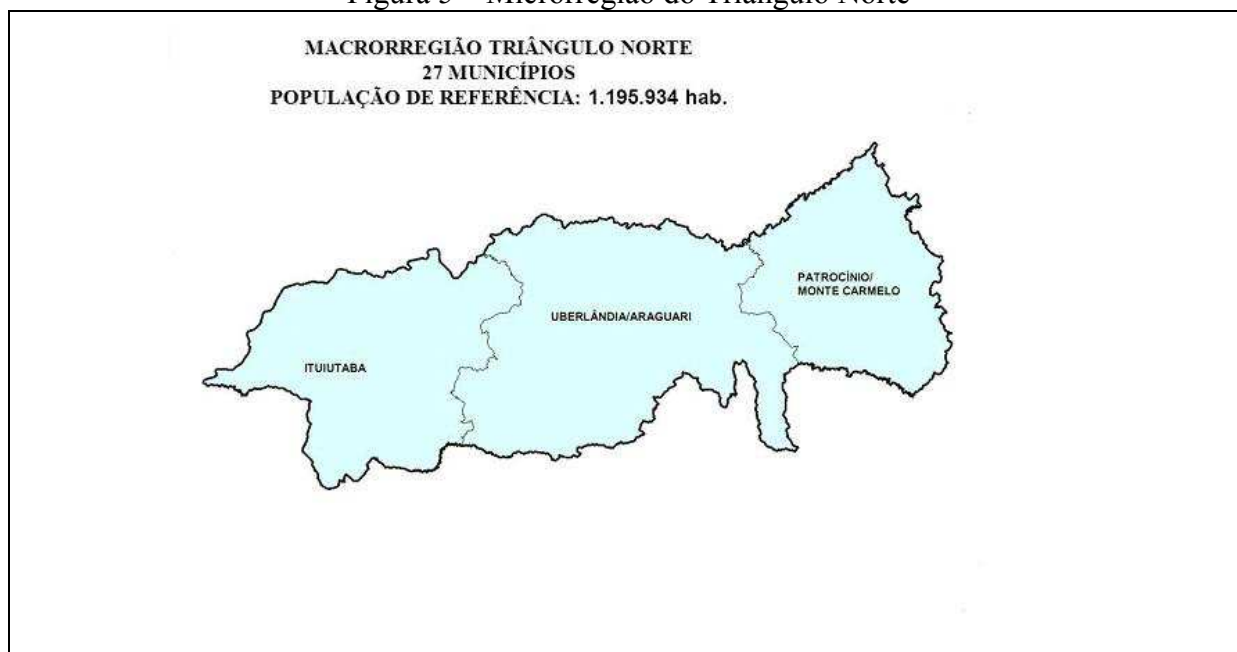 Figura 3 – Microrregião do Triângulo Norte
MACRORREGIÃO TRIÂNGULO NORTE
27 MUNICÍPIOS
POPULAÇÃO DE REFERÊNCIA: 1.195.934 hab.
PATROCÍNIO/
MONTE CARMELO
UBERLÂNDIA/ARAGUARI
ITUIUTABA